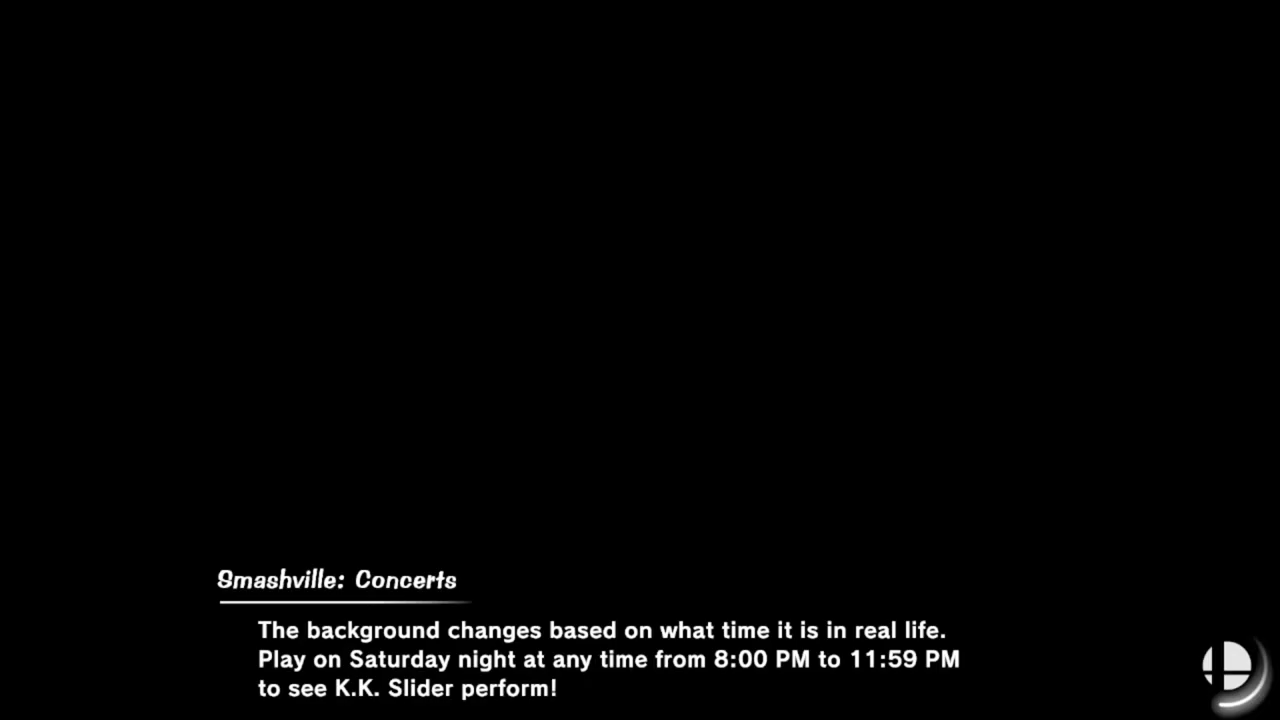 Smashville: Concerts
The background changes based on what time it is in real life.
Play on Saturday night at any time from 8:00 PM to 11:59 PM
to see K.K. Slider perform!